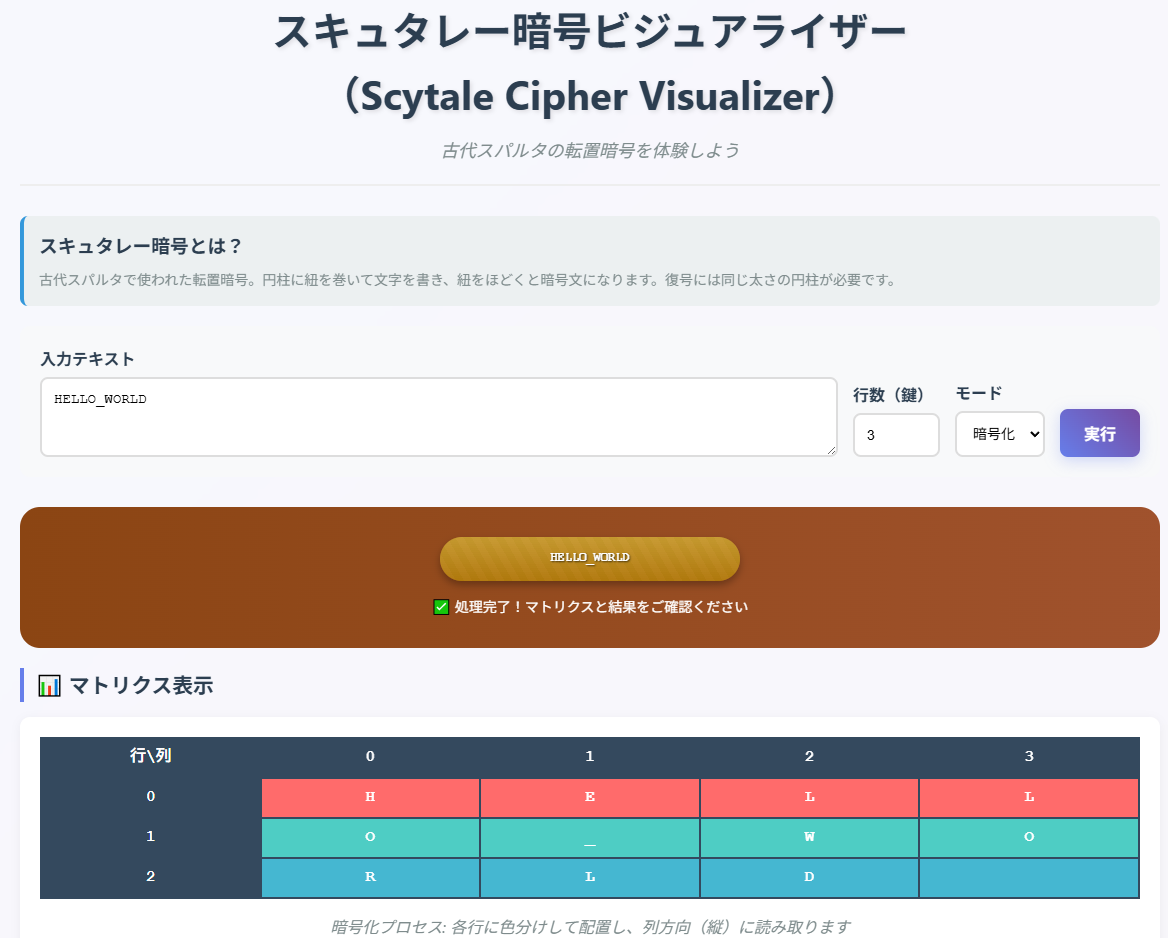 スキュタレー暗号ビジュアライザー
（Scytale Cipher Visualizer）
古代スパルタの転置暗号を体験しよう
スキュタレー暗号とは？
古代スパルタで使われた転置暗号。円柱に紐を巻いて文字を書き、紐をほどくと暗号文になります。復号には同じ太さの円柱が必要です。
入力テキスト
HELLO_WORLD
行数（鍵）
3
モード
暗号化
実行
HELLO_WORLD
✅ 処理完了！マトリクスと結果をご確認ください
📊 マトリクス表示
行\列 0 1 2 3
0 H E L L
1 O _ W O
2 R L D
暗号化プロセス: 各行に色分けして配置し、列方向（縦）に読み取ります